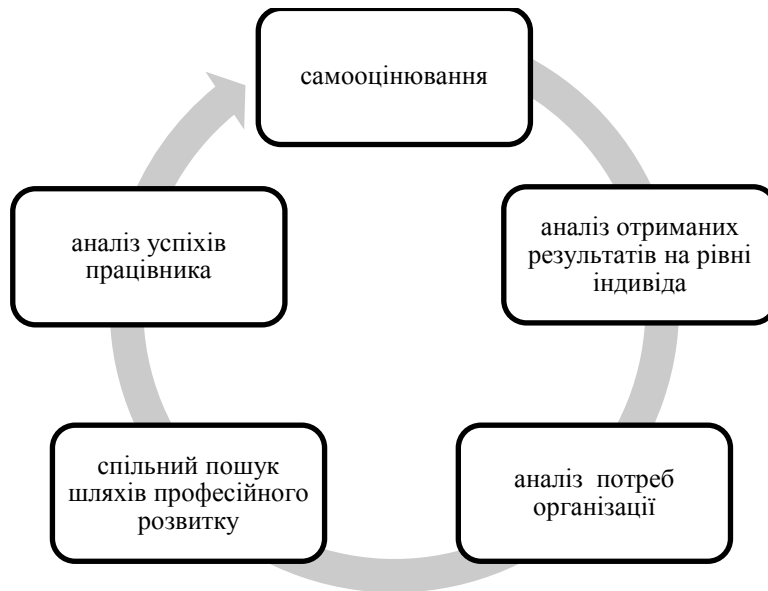 самооцінювання
аналіз отриманих
результатів на рівні
індивіда
аналіз потреб
організації
спільний пошук
шляхів професійного
розвитку
аналіз успіхів
працівника